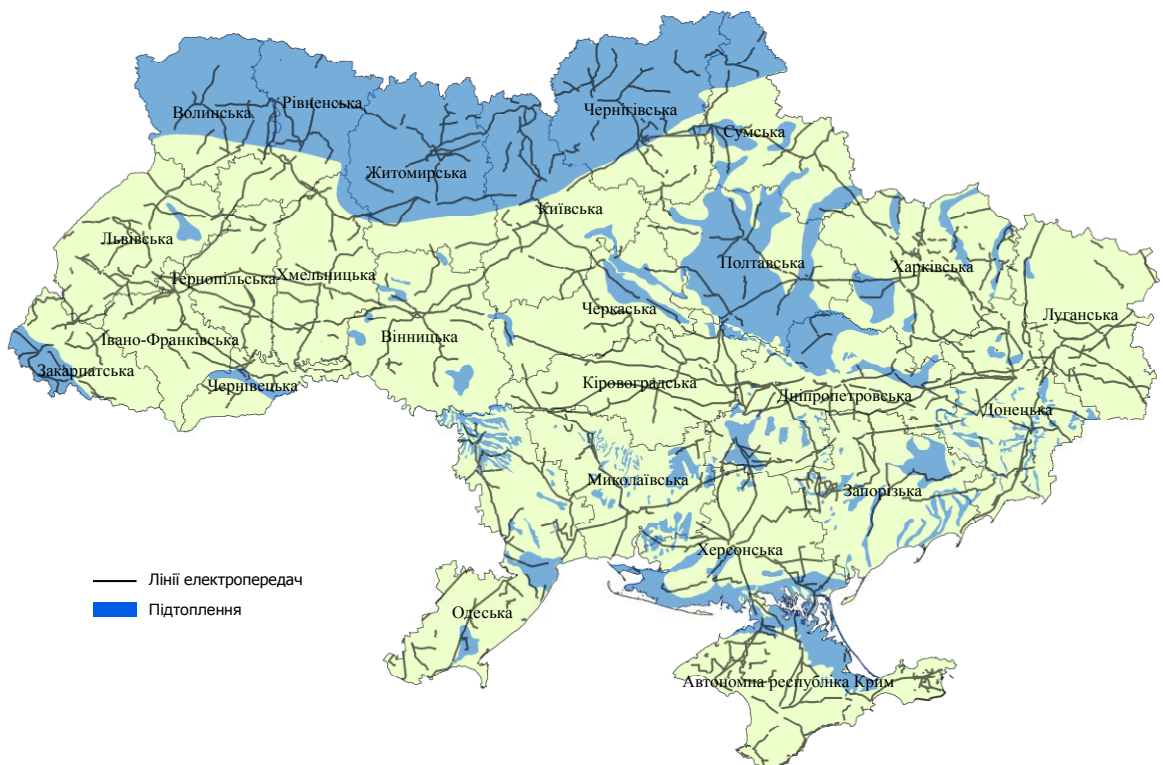 Волинська
Рівненська
Чернігівська
Сумська
Житомирська
Київська
Львівська
Тернопільська
Хмельницька
Полтавська
Харківська
Черкаська
Луганська
Івано-Франківська
Вінницька
Закарпатська
Чернівецька
Кіровоградська
Дніпропетровська
Донецька
Миколаївська
Запорізька
Херсонська
Лінії електропередач
Підтоплення
Одеська
Автономна республіка Крим